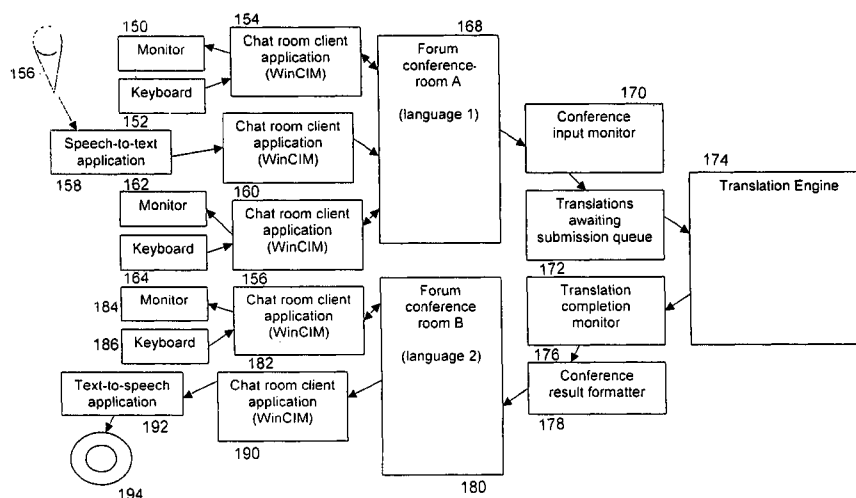 150
Monitor
Keyboard
152
154
Chat room client
application
(WinCIM)
156
Speech-to-text
application
158
Chat room client
application
(WinCIM)
162
Monitor
Keyboard
164
160
Chat room client
application
(WinCIM)
156
168
Forum
conference-
room A
(language 1)
170
Conference
input monitor
Translations
awaiting
submission queue
172
174
Translation Engine
Translation
completion
monitor
176
Conference
result formatter
178
Forum
conference
room B
(language 2)
180
184
Monitor
186
Keyboard
Chat room client
application
(WinCIM)
182
Chat room client
application
(WinCIM)
190
Text-to-speech
application
192
194